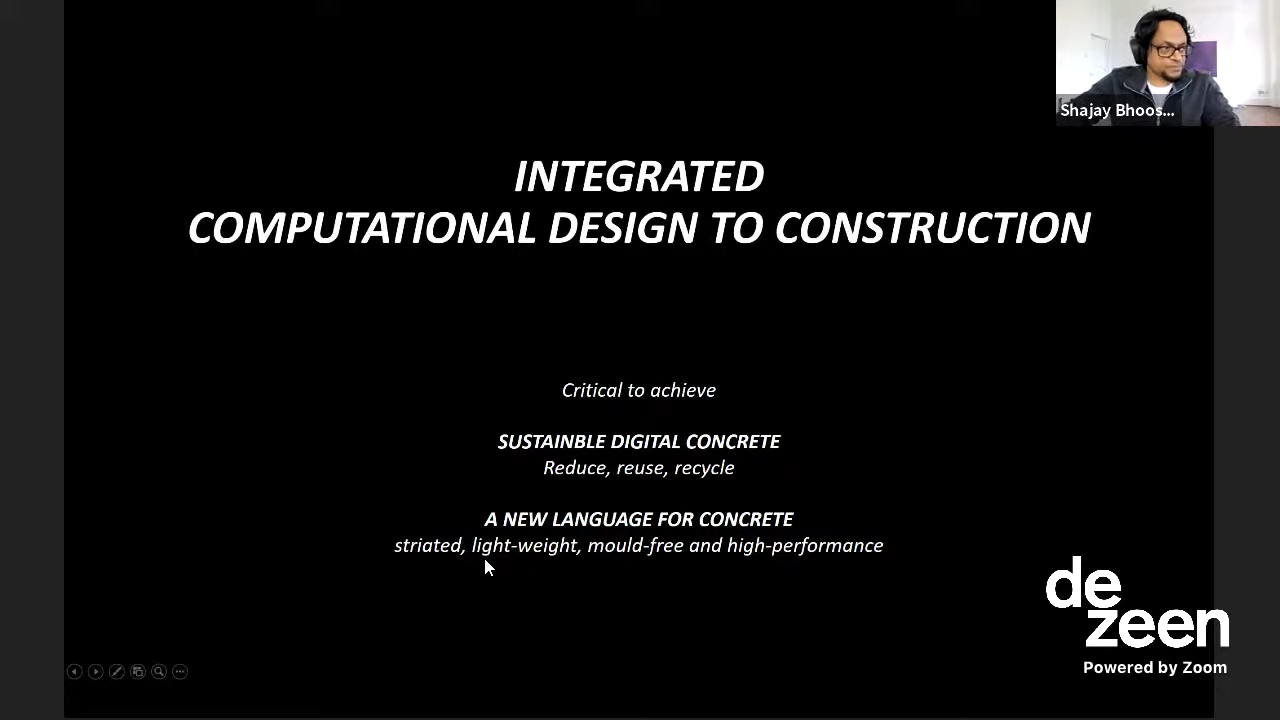 Shajay Bhoos...
INTEGRATED
COMPUTATIONAL DESIGN TO CONSTRUCTION
Critical to achieve
SUSTAINBLE DIGITAL CONCRETE
Reduce, reuse, recycle
A NEW LANGUAGE FOR CONCRETE
striated, light-weight, mould-free and high-performance
de
zeen
Powered by Zoom